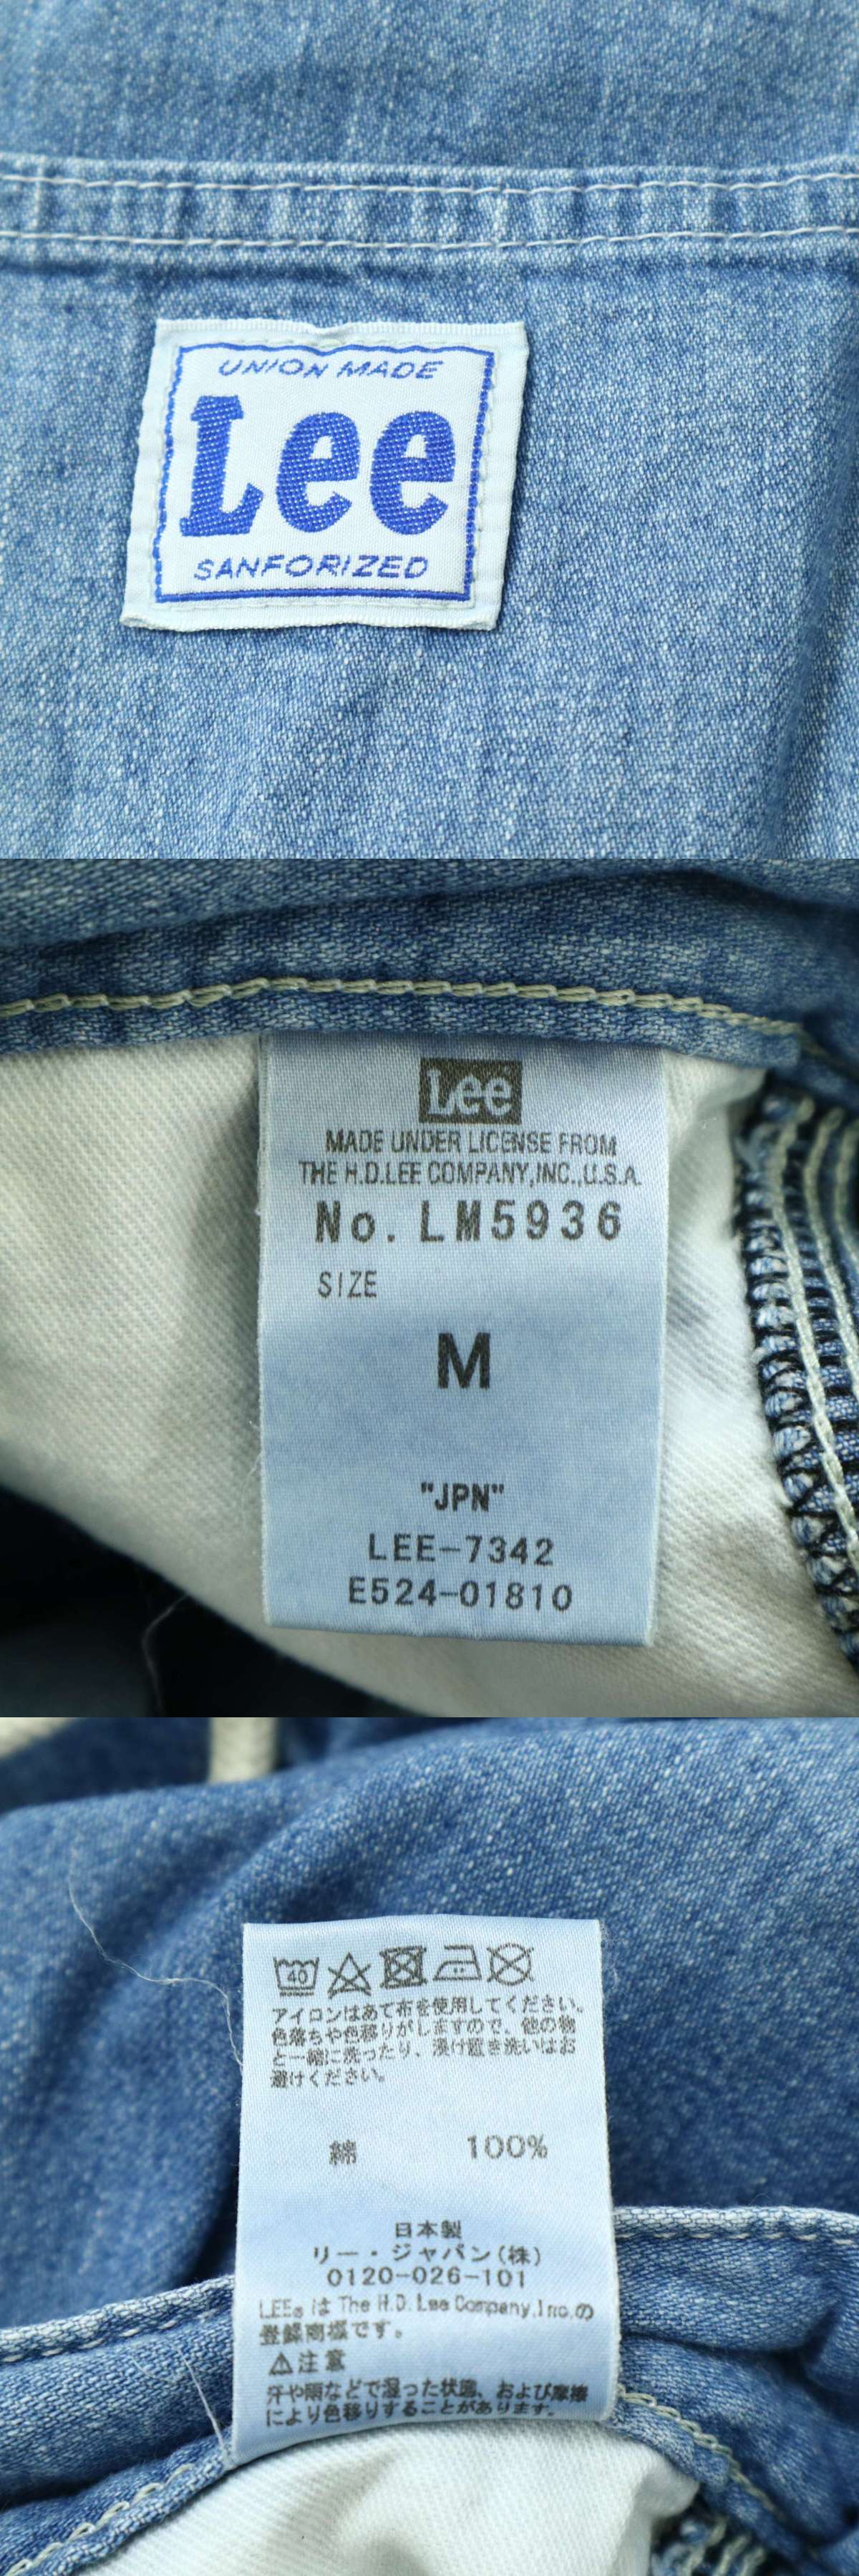 UNION MADE
Lee
SANFORIZED
Lee
MADE UNDER LICENSE FROM
THE H.D.LEE COMPANY,INC.,U.S.A.
No. LM5936
SIZE
M
"JPN"
LEE-7342
E524-01810
40
アイロンはあて布を使用してください。
色落ちや色移りがしますので、他の物
と一緒に洗ったり、漬け置き洗いはお
避けください。
綿 100%
日本製
リー・ジャパン(株)
0120-026-101
LEE® は The H.D. Lee Company,Inc.の
登録商標です。
⚠注意
汗や雨などで湿った状態、および摩擦
により色移りすることがあります。